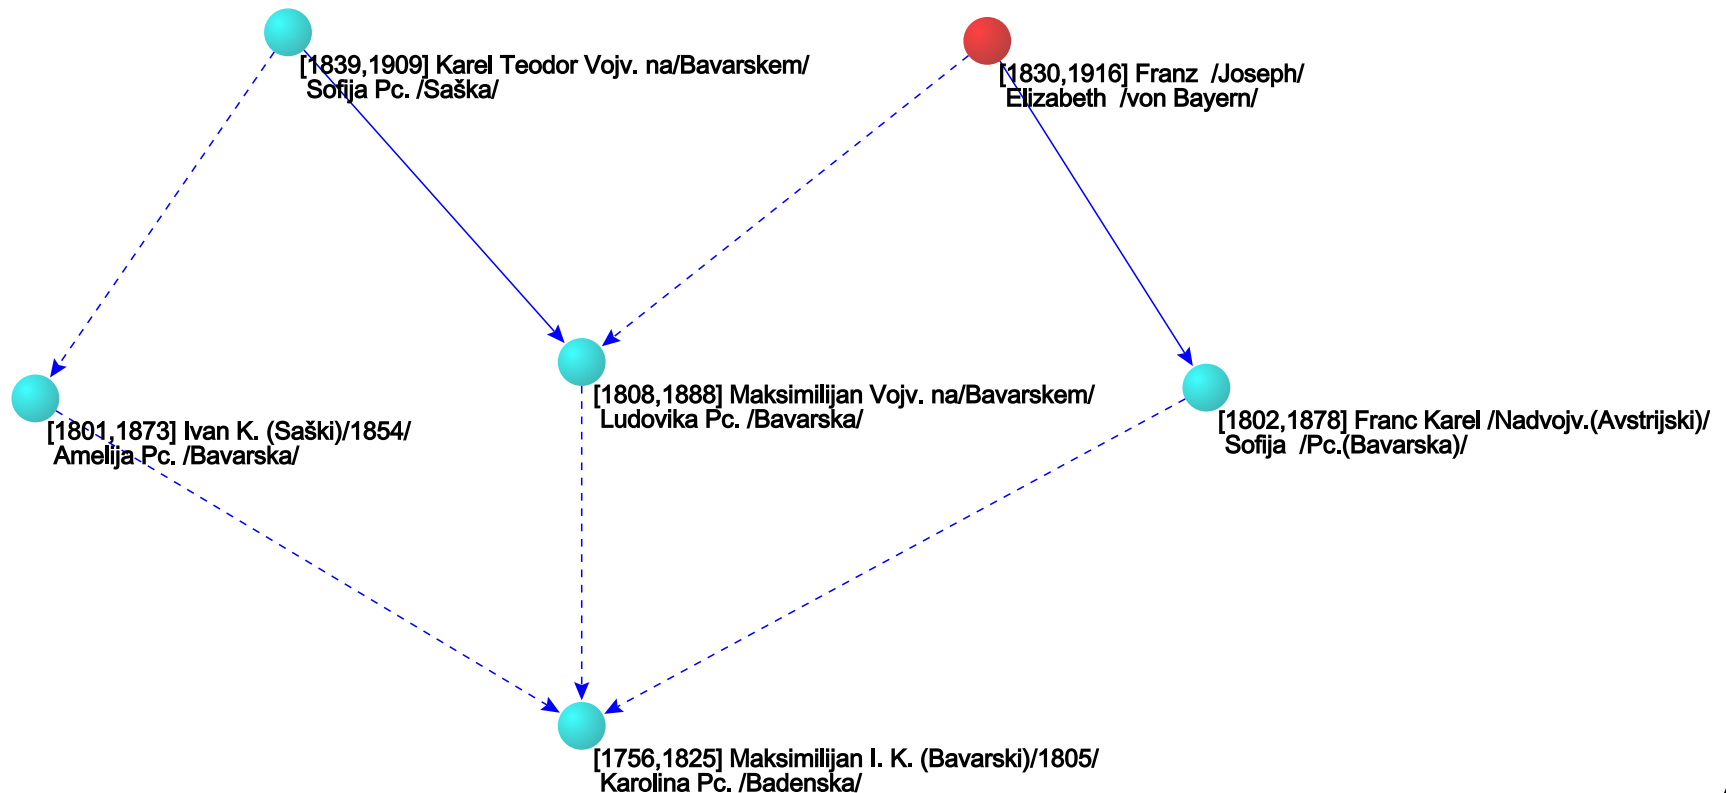 [1839,1909] Karel Teodor Vojv. na/Bavarskem/
Sofija Pc. /Saška/
[1830,1916] Franz /Joseph/
Elizabeth /von Bayern/
[1808,1888] Maksimilijan Vojv. na/Bavarskem/
Ludovika Pc. /Bavarska/
[1802,1878] Franc Karel /Nadvojv.(Avstrijski)/
Sofija /Pc.(Bavarska)/
[1801,1873] Ivan K. (Saški)/1854/
Amelija Pc. /Bavarska/
[1756,1825] Maksimilijan I. K. (Bavarski)/1805/
Karolina Pc. /Badenska/